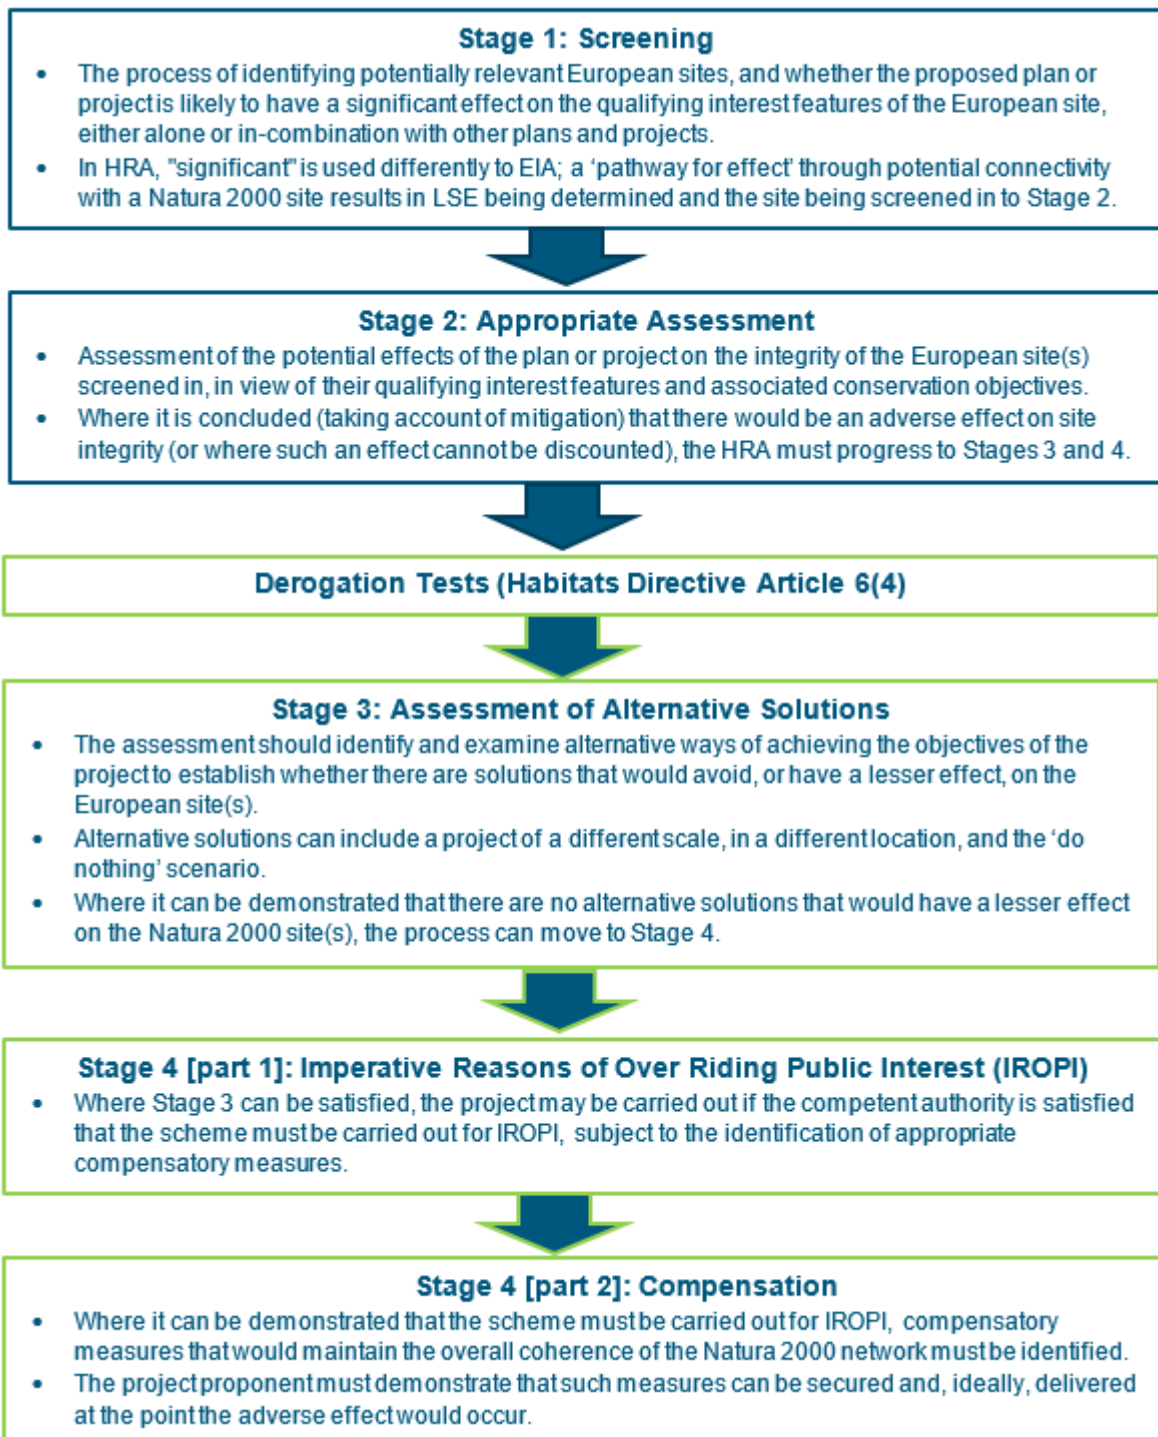 Stage 1: Screening
• The process of identifying potentially relevant European sites, and whether the proposed plan or
project is likely to have a significant effect on the qualifying interest features of the European site,
either alone or in-combination with other plans and projects.
• In HRA, "significant" is used differently to EIA; a ‘pathway for effect’ through potential connectivity
with a Natura 2000 site results in LSE being determined and the site being screened in to Stage 2.
Stage 2: Appropriate Assessment
• Assessment of the potential effects of the plan or project on the integrity of the European site(s)
screened in, in view of their qualifying interest features and associated conservation objectives.
• Where it is concluded (taking account of mitigation) that there would be an adverse effect on site
integrity (or where such an effect cannot be discounted), the HRA must progress to Stages 3 and 4.
Derogation Tests (Habitats Directive Article 6(4)
Stage 3: Assessment of Alternative Solutions
• The assessment should identify and examine alternative ways of achieving the objectives of the
project to establish whether there are solutions that would avoid, or have a lesser effect, on the
European site(s).
• Alternative solutions can include a project of a different scale, in a different location, and the ‘do
nothing’ scenario.
• Where it can be demonstrated that there are no alternative solutions that would have a lesser effect
on the Natura 2000 site(s), the process can move to Stage 4.
Stage 4 [part 1]: Imperative Reasons of Over Riding Public Interest (IROPI)
• Where Stage 3 can be satisfied, the project may be carried out if the competent authority is satisfied
that the scheme must be carried out for IROPI, subject to the identification of appropriate
compensatory measures.
Stage 4 [part 2]: Compensation
• Where it can be demonstrated that the scheme must be carried out for IROPI, compensatory
measures that would maintain the overall coherence of the Natura 2000 network must be identified.
• The project proponent must demonstrate that such measures can be secured and, ideally, delivered
at the point the adverse effect would occur.